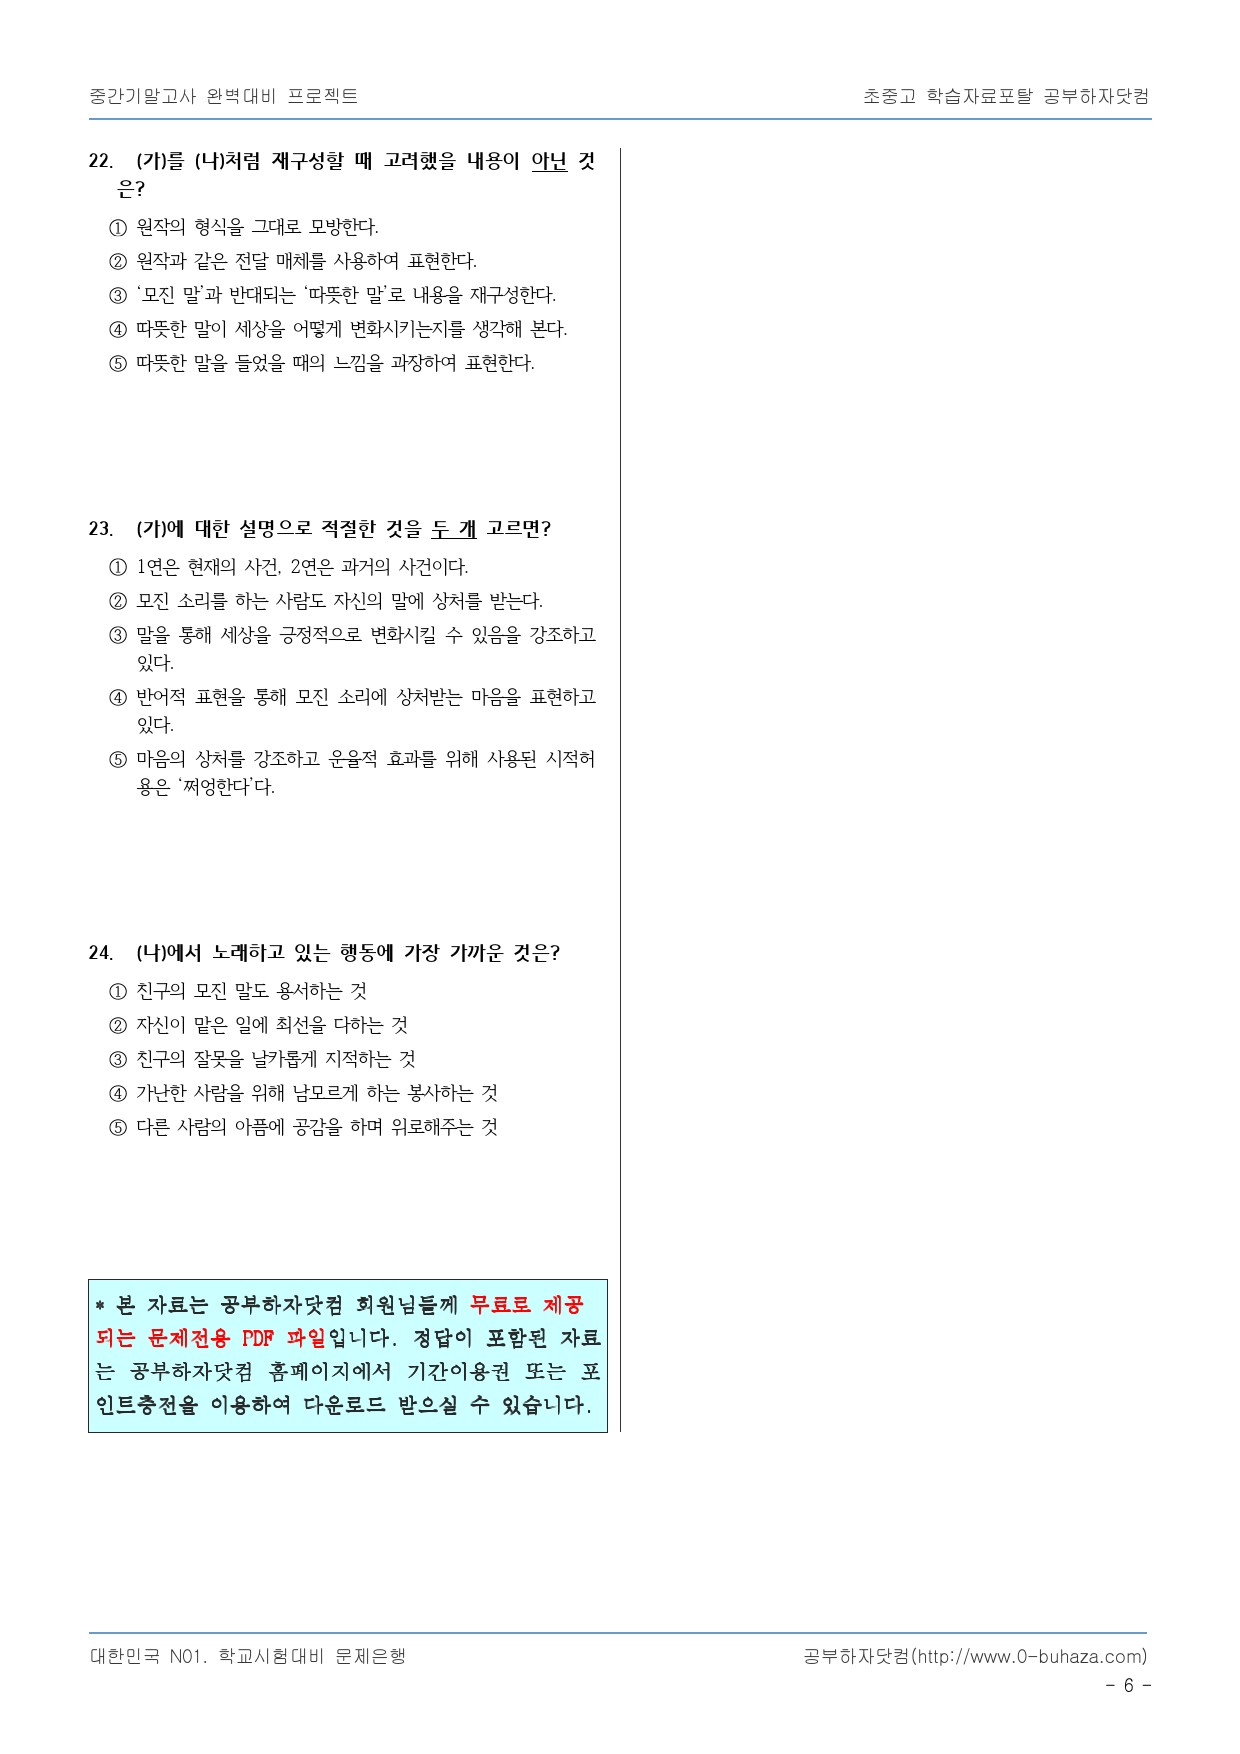 중간기말고사 완벽대비 프로젝트
초중고 학습자료포탈 공부하자닷컴
22. (가)를 (나)처럼 재구성할 때 고려했을 내용이 아닌 것
은?
① 원작의 형식을 그대로 모방한다.
② 원작과 같은 전달 매체를 사용하여 표현한다.
③ ‘모진 말’과 반대되는 ‘따뜻한 말’로 내용을 재구성한다.
④ 따뜻한 말이 세상을 어떻게 변화시키는지를 생각해 본다.
⑤ 따뜻한 말을 들었을 때의 느낌을 과장하여 표현한다.
23. (가)에 대한 설명으로 적절한 것을 두 개 고르면?
① 1연은 현재의 사건, 2연은 과거의 사건이다.
② 모진 소리를 하는 사람도 자신의 말에 상처를 받는다.
③ 말을 통해 세상을 긍정적으로 변화시킬 수 있음을 강조하고
있다.
④ 반어적 표현을 통해 모진 소리에 상처받는 마음을 표현하고
있다.
⑤ 마음의 상처를 강조하고 운율적 효과를 위해 사용된 시적허
용은 ‘쩌엉한다’다.
24. (나)에서 노래하고 있는 행동에 가장 가까운 것은?
① 친구의 모진 말도 용서하는 것
② 자신이 맡은 일에 최선을 다하는 것
③ 친구의 잘못을 날카롭게 지적하는 것
④ 가난한 사람을 위해 남모르게 하는 봉사하는 것
⑤ 다른 사람의 아픔에 공감을 하며 위로해주는 것
* 본 자료는 공부하자닷컴 회원님들께 무료로 제공
되는 문제전용 PDF 파일입니다. 정답이 포함된 자료
는 공부하자닷컴 홈페이지에서 기간이용권 또는 포
인트충전을 이용하여 다운로드 받으실 수 있습니다.
대한민국 N01. 학교시험대비 문제은행
공부하자닷컴(http://www.0-buhaza.com)
- 6 -